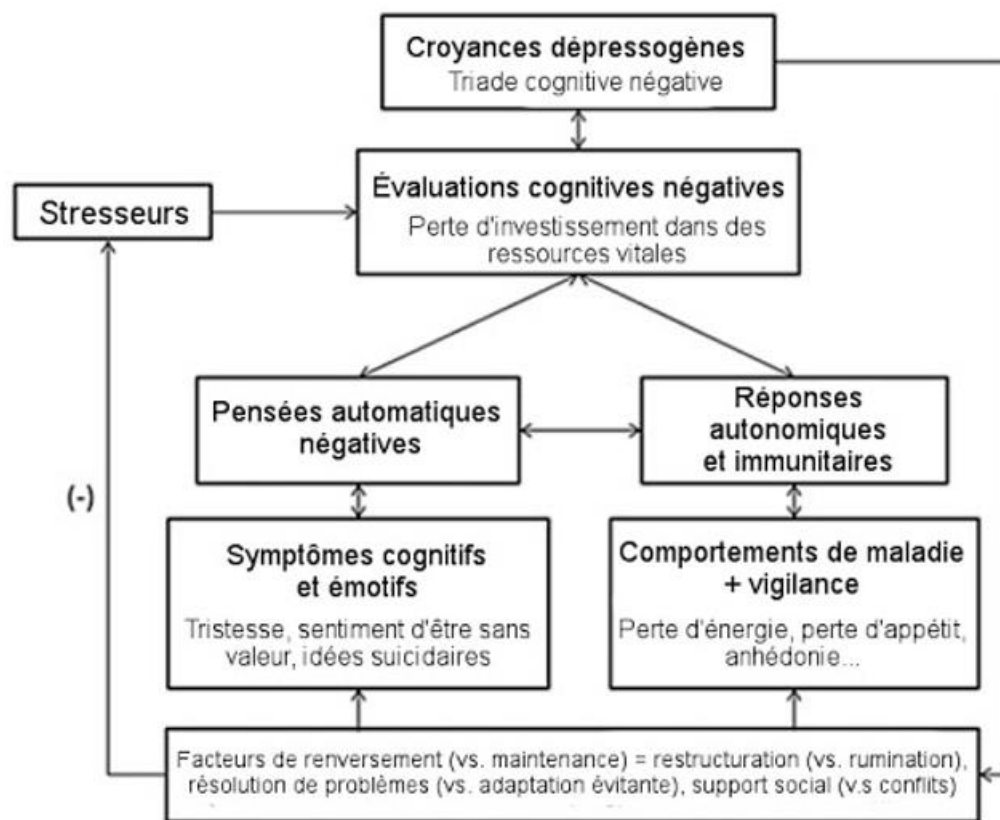 Croyances dépressogènes
Triade cognitive négative
Évaluations cognitives négatives
Perte d'investissement dans des
ressources vitales
Stresseurs
Pensées automatiques
négatives
Réponses
autonomiques
et immunitaires
(-)
Symptômes cognitifs
et émotifs
Tristesse, sentiment d'être sans
valeur, idées suicidaires
Comportements de maladie
+ vigilance
Perte d'énergie, perte d'appétit,
anhédonie...
Facteurs de renversement (vs. maintenance) = restructuration (vs. rumination),
résolution de problèmes (vs. adaptation évitante), support social (v.s conflits)